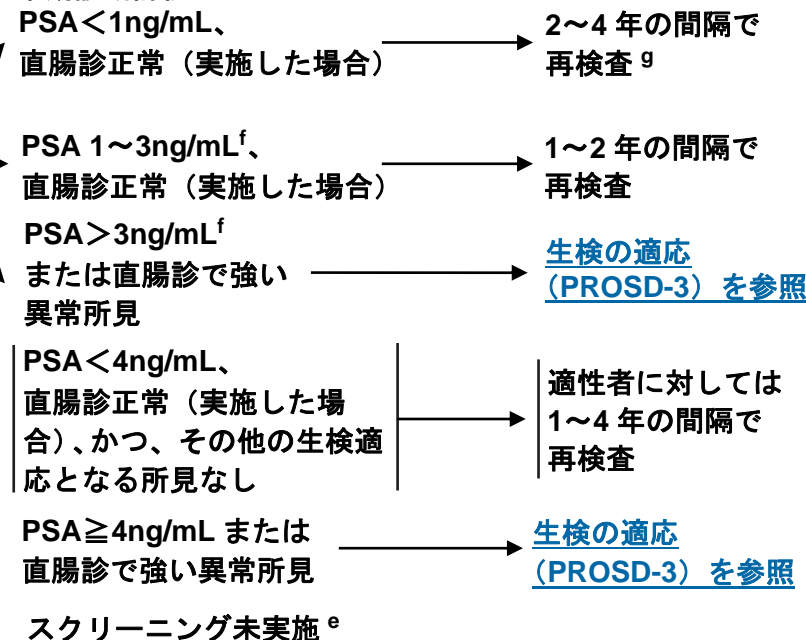 PSA＜1ng/mL、
直腸診正常（実施した場合）
2～4 年の間隔で
再検査 g
PSA 1～3ng/mLf、
直腸診正常（実施した場合）
1～2 年の間隔で
再検査
PSA＞3ng/mLf
または直腸診で強い
異常所見
生検の適応
（PROSD-3）を参照
PSA＜4ng/mL、
直腸診正常（実施した場
合）、かつ、その他の生検適
応となる所見なし
適性者に対しては
1～4 年の間隔で
再検査
PSA≧4ng/mL または
直腸診で強い異常所見
生検の適応
（PROSD-3）を参照
スクリーニング未実施 e